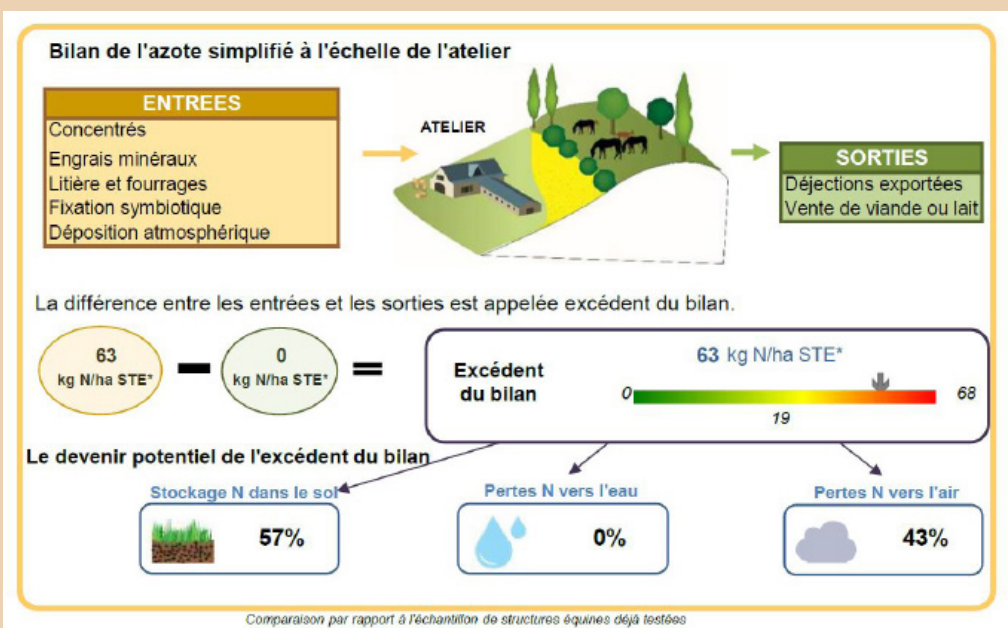 Bilan de l'azote simplifié à l'échelle de l'atelier
ENTREES
Concentrés
Engrais minéraux
Litière et fourrages
Fixation symbiotique
Déposition atmosphérique
ATELIER
SORTIES
Déjections exportées
Vente de viande ou lait
La différence entre les entrées et les sorties est appelée excédent du bilan.
63
kg N/ha STE*
0
kg N/ha STE*
=
Excédent
du bilan
63 kg N/ha STE*
0
68
19
Le devenir potentiel de l'excédent du bilan
Stockage N dans le sol
57%
Pertes N vers l'eau
0%
Pertes N vers l'air
43%
Comparaison par rapport à l'échantillon de structures équines déjà testées